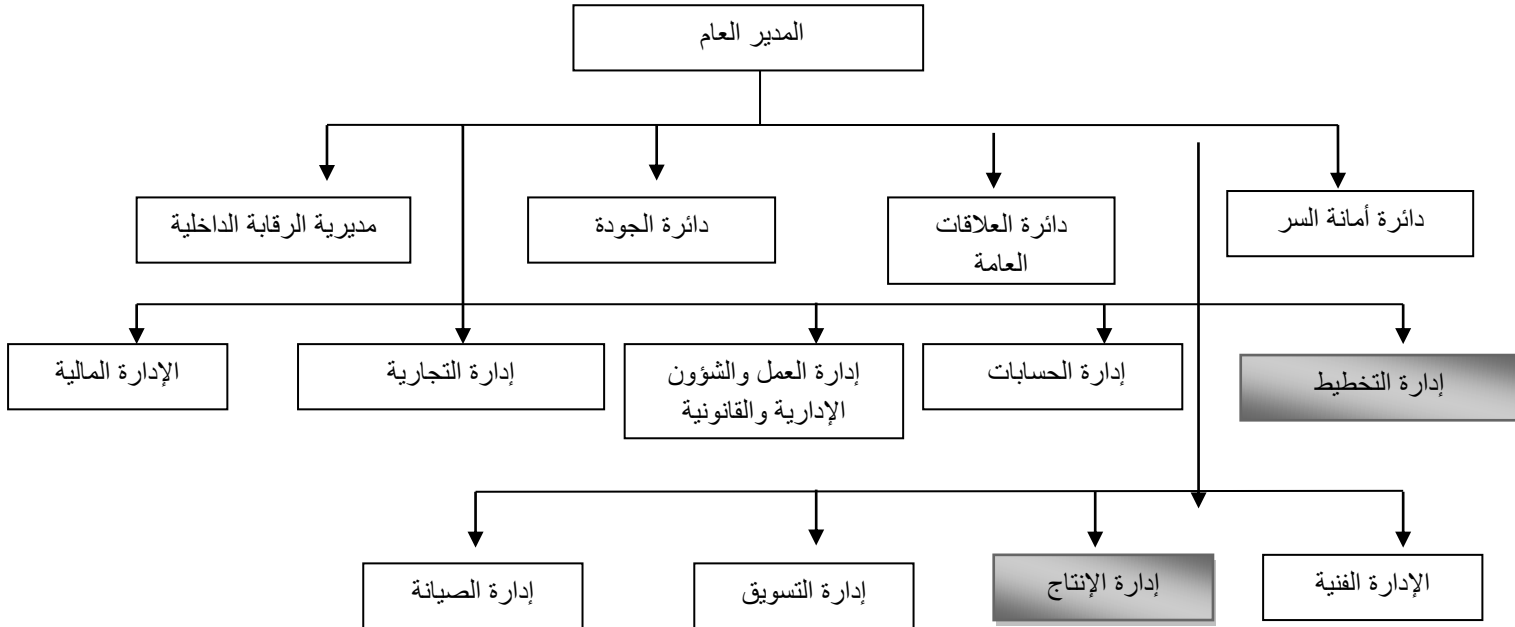 المدير العام
دائرة أمانة السر
دائرة العلاقات
العامة
دائرة الجودة
مديرية الرقابة الداخلية
إدارة التخطيط
إدارة الحسابات
إدارة العمل والشؤون
الإدارية والقانونية
إدارة التجارية
الإدارة المالية
الإدارة الفنية
إدارة الإنتاج
إدارة التسويق
إدارة الصيانة